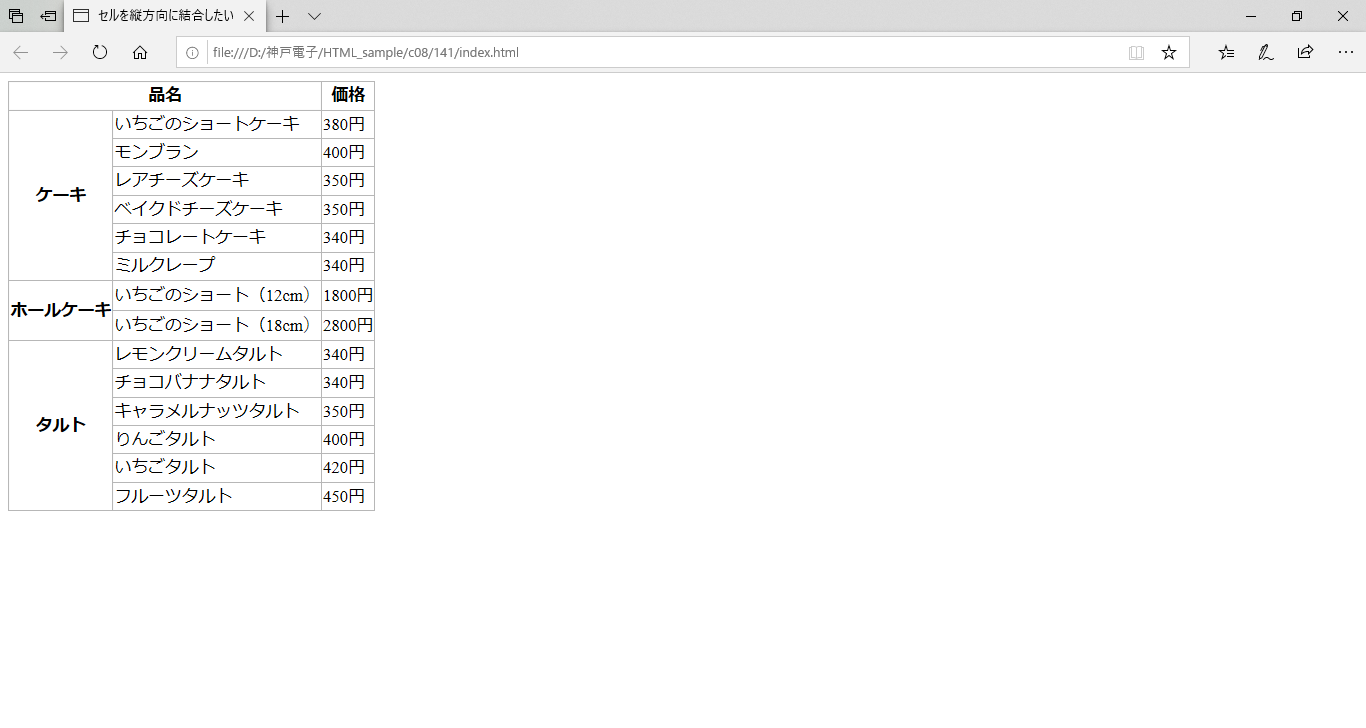 セルを縦方向に結合したい
file:///D:/神戸電子/HTML_sample/c08/141/index.html
品名 価格
ケーキ
いちごのショートケーキ 380円
モンブラン 400円
レアチーズケーキ 350円
ベイクドチーズケーキ 350円
チョコレートケーキ 340円
ミルクレープ 340円
ホールケーキ
いちごのショート（12cm） 1800円
いちごのショート（18cm） 2800円
タルト
レモンクリームタルト 340円
チョコバナナタルト 340円
キャラメルナッツタルト 350円
りんごタルト 400円
いちごタルト 420円
フルーツタルト 450円